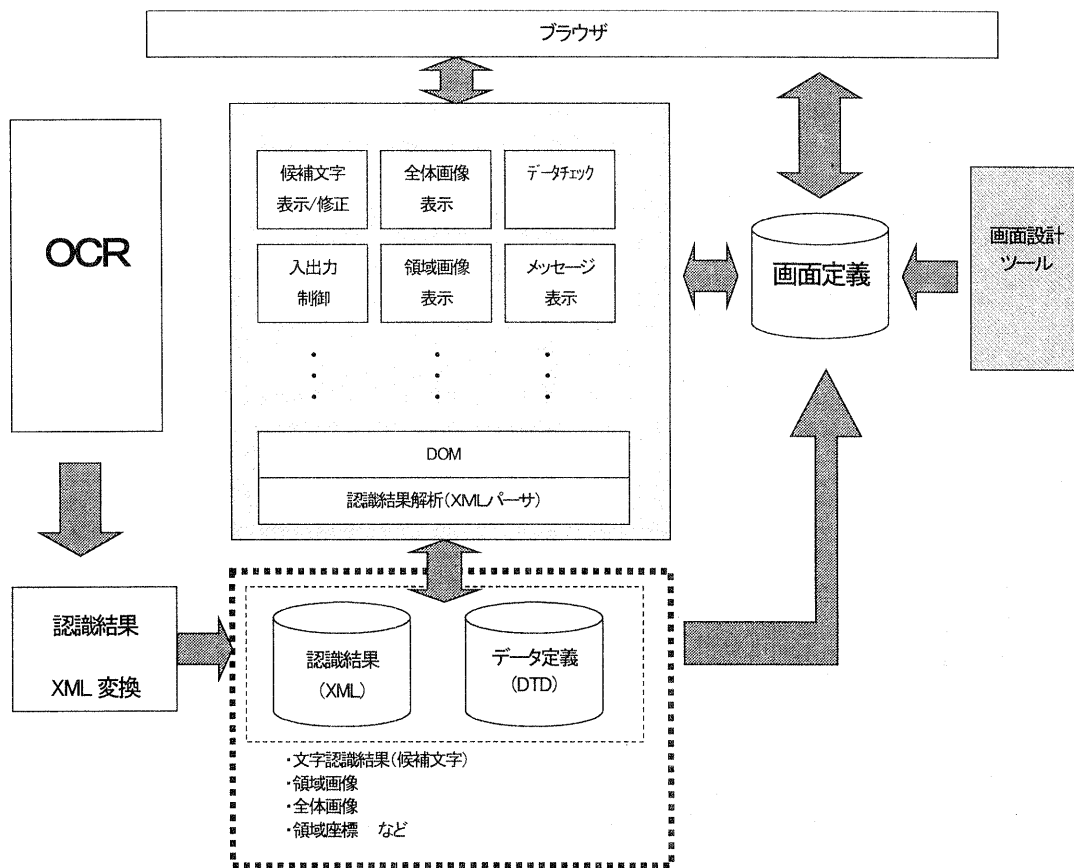 ブラウザ
OCR
候補文字
表示/修正
全体画像
表示
データチェック
入出力
制御
領域画像
表示
メッセージ
表示
DOM
認識結果解析(XMLパーサ)
画面定義
画面設計
ツール
認識結果
XML 変換
認識結果
(XML)
データ定義
(DTD)
・文字認識結果(候補文字)
・領域画像
・全体画像
・領域座標 など